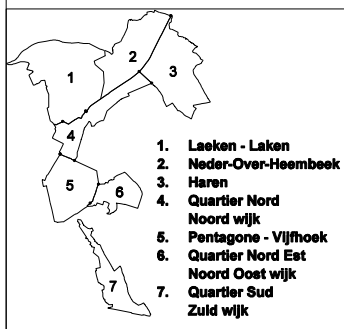 1
2
3
4
5
6
7
1. Laeken - Laken
2. Neder-Over-Heembeek
3. Haren
4. Quartier Nord
Noord wijk
5. Pentagone - Vijfhoek
6. Quartier Nord Est
Noord Oost wijk
7. Quartier Sud
Zuid wijk